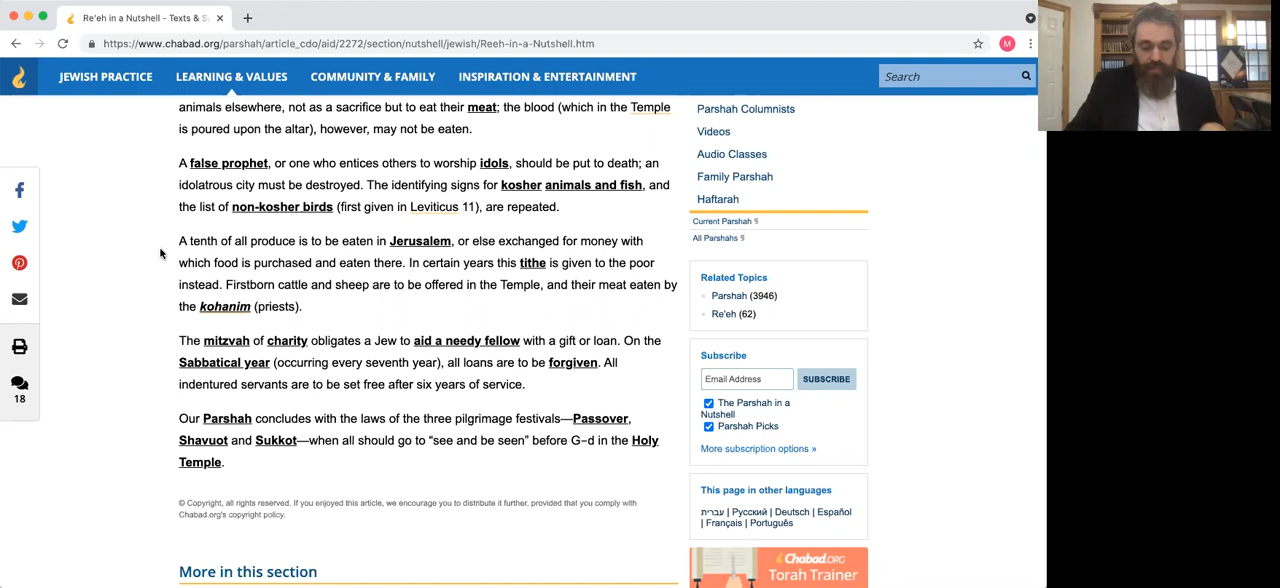 Re'eh in a Nutshell - Texts & S
https://www.chabad.org/parshah/article_cdo/aid/2272/section/nutshell/jewish/Reeh-in-a-Nutshell.htm
M
JEWISH PRACTICE LEARNING & VALUES COMMUNITY & FAMILY INSPIRATION & ENTERTAINMENT Search
animals elsewhere, not as a sacrifice but to eat their meat; the blood (which in the Temple
is poured upon the altar), however, may not be eaten.
A false prophet, or one who entices others to worship idols, should be put to death; an
idolatrous city must be destroyed. The identifying signs for kosher animals and fish, and
the list of non-kosher birds (first given in Leviticus 11), are repeated.
A tenth of all produce is to be eaten in Jerusalem, or else exchanged for money with
which food is purchased and eaten there. In certain years this tithe is given to the poor
instead. Firstborn cattle and sheep are to be offered in the Temple, and their meat eaten by
the kohanim (priests).
The mitzvah of charity obligates a Jew to aid a needy fellow with a gift or loan. On the
Sabbatical year (occurring every seventh year), all loans are to be forgiven. All
indentured servants are to be set free after six years of service.
Our Parshah concludes with the laws of the three pilgrimage festivals—Passover,
Shavuot and Sukkot—when all should go to “see and be seen” before G‑d in the Holy
Temple.
© Copyright, all rights reserved. If you enjoyed this article, we encourage you to distribute it further, provided that you comply with
Chabad.org's copyright policy.
More in this section
18
Parshah Columnists
Videos
Audio Classes
Family Parshah
Haftarah
Current Parshah
All Parshahs
Related Topics
Parshah (3946)
Re'eh (62)
Subscribe
Email Address SUBSCRIBE
The Parshah in a
Nutshell
Parshah Picks
More subscription options »
This page in other languages
עברית | Русский | Deutsch | Español
| Français | Português
Chabad.ORG
Torah Trainer